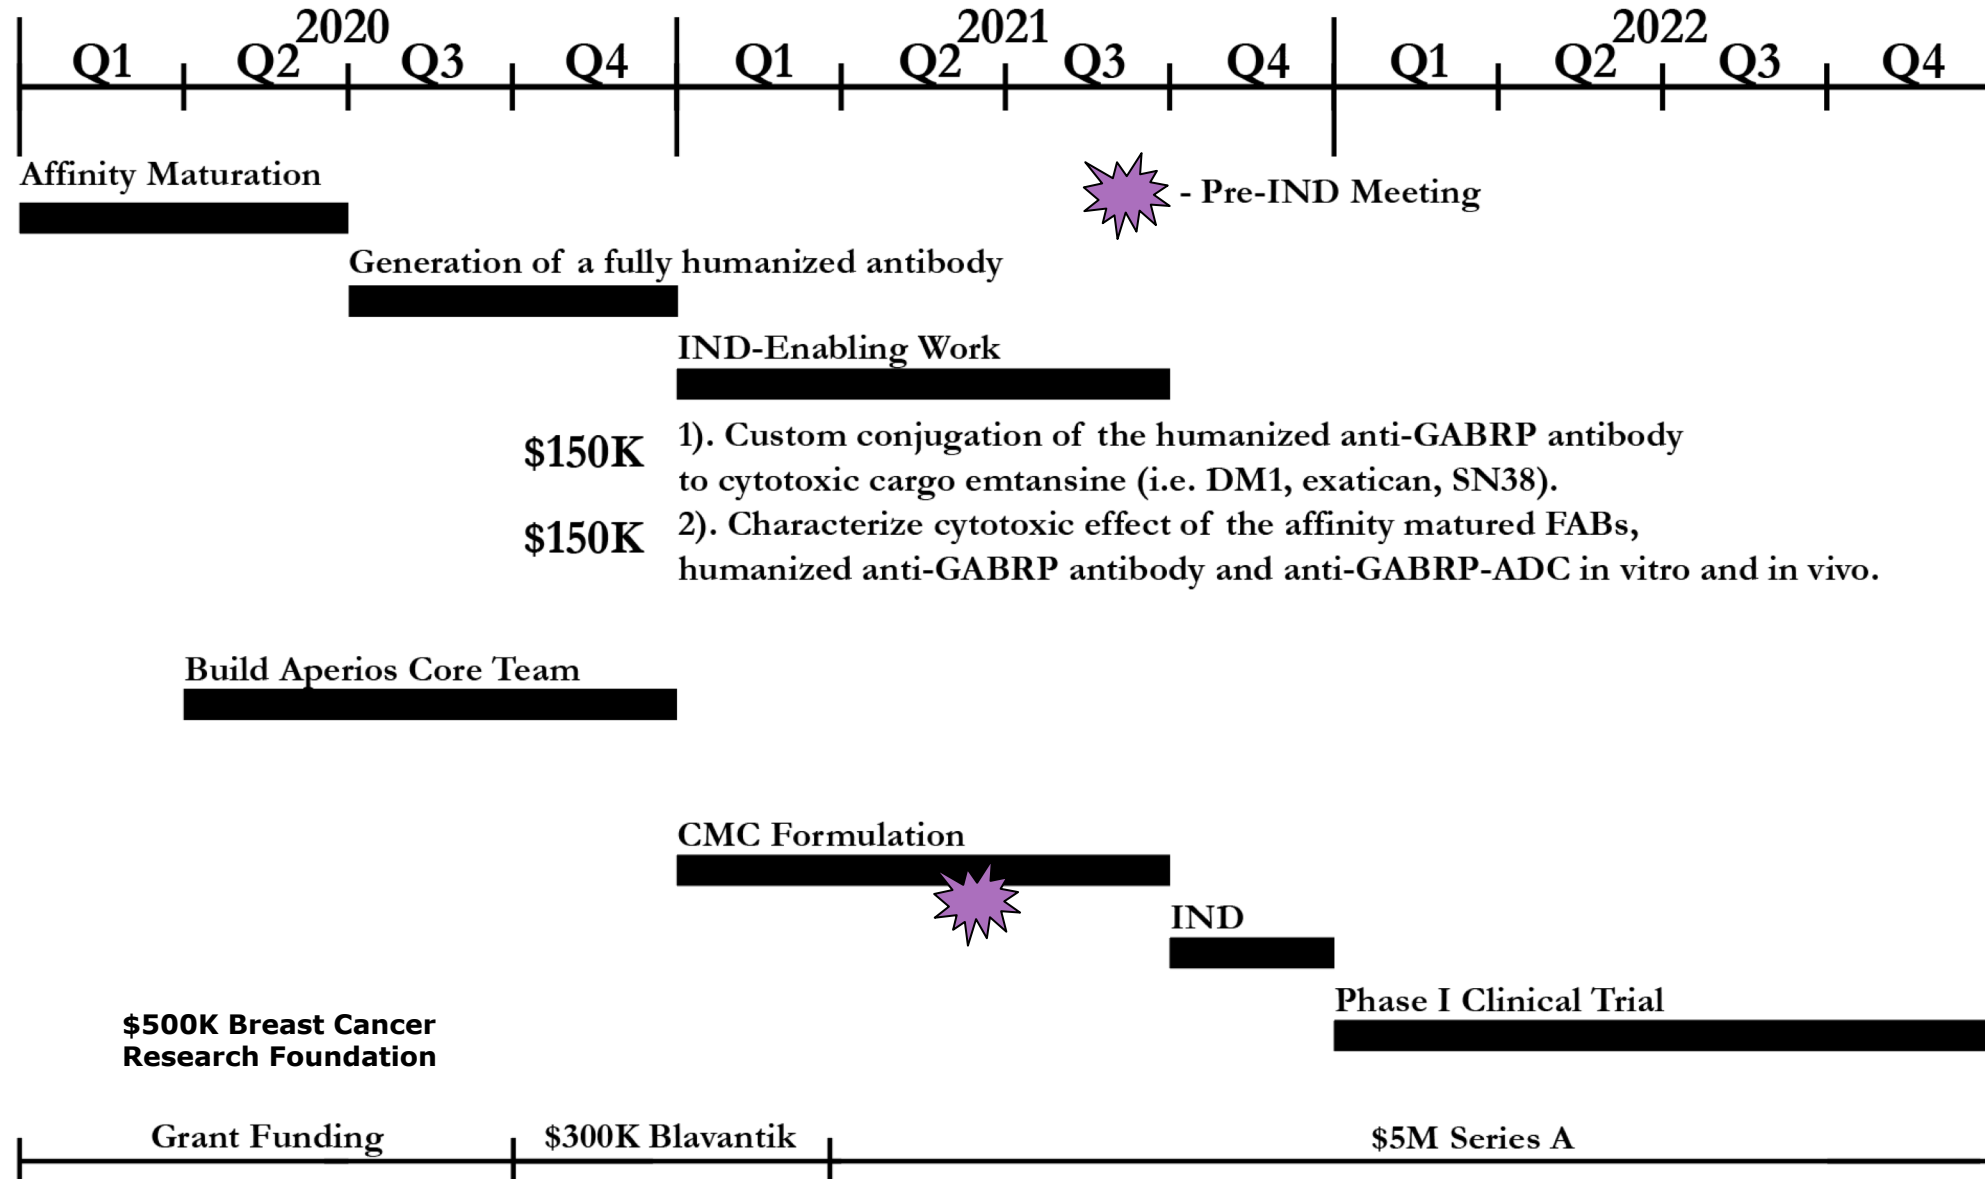 2020
2021
2022
Q1 Q2 Q3 Q4 Q1 Q2 Q3 Q4 Q1 Q2 Q3 Q4
Affinity Maturation
- Pre-IND Meeting
Generation of a fully humanized antibody
IND-Enabling Work
$150K
1). Custom conjugation of the humanized anti-GABRP antibody
to cytotoxic cargo emtansine (i.e. DM1, exatican, SN38).
$150K
2). Characterize cytotoxic effect of the affinity matured FABs,
humanized anti-GABRP antibody and anti-GABRP-ADC in vitro and in vivo.
Build Aperios Core Team
CMC Formulation
IND
Phase I Clinical Trial
$500K Breast Cancer
Research Foundation
Grant Funding
$300K Blavantik
$5M Series A